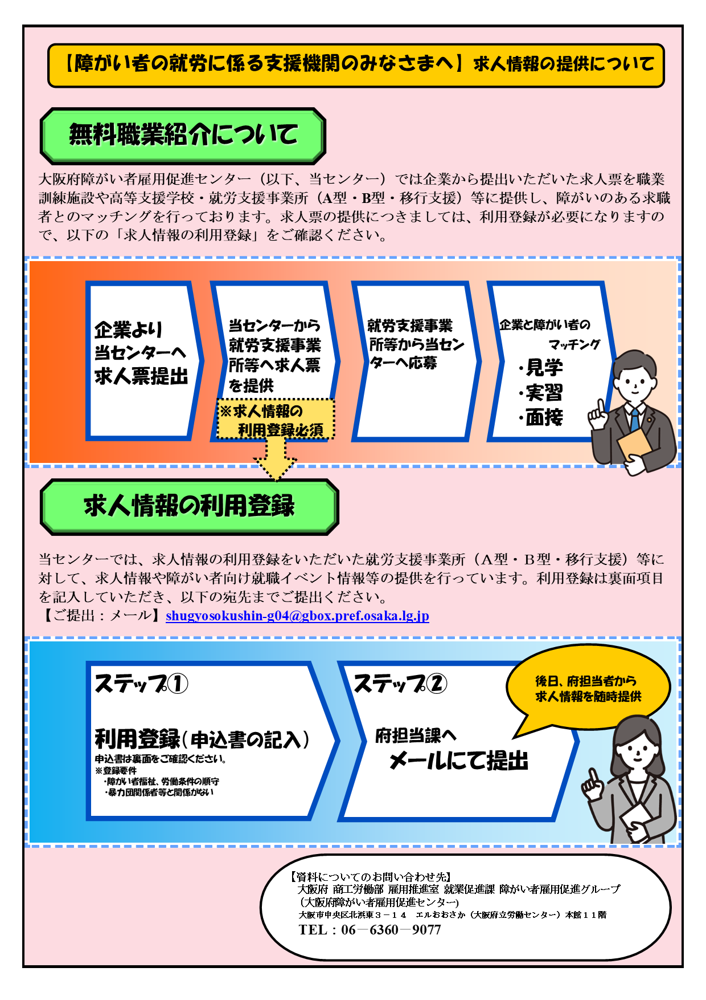 【障がい者の就労に係る支援機関のみなさまへ】求人情報の提供について
無料職業紹介について
大阪府障がい者雇用促進センター（以下、当センター）では企業から提出いただいた求人票を職業
訓練施設や高等支援学校・就労支援事業所（A型・B型・移行支援）等に提供し、障がいのある求職
者とのマッチングを行っております。求人票の提供につきましては、利用登録が必要になりますの
で、以下の「求人情報の利用登録」をご確認ください。
企業より
当センターへ
求人票提出
当センターから
就労支援事業
所等へ求人票
を提供
※求人情報の
利用登録必須
就労支援事業
所等から当セン
ターへ応募
企業と障がい者の
マッチング
・見学
・実習
・面接
求人情報の利用登録
当センターでは、求人情報の利用登録をいただいた就労支援事業所（Ａ型・Ｂ型・移行支援）等に
対して、求人情報や障がい者向け就職イベント情報等の提供を行っています。利用登録は裏面項目
を記入していただき、以下の宛先までご提出ください。
【ご提出：メール】shugyosokushin-g04@gbox.pref.osaka.lg.jp
ステップ①
利用登録（申込書の記入）
申込書は裏面をご確認ください。
※登録要件
・障がい者福祉、労働条件の順守
・暴力団関係者等と関係がない
ステップ②
府担当課へ
メールにて提出
後日、府担当者から
求人情報を随時提供
【資料についてのお問い合わせ先】
大阪府 商工労働部 雇用推進室 就業促進課 障がい者雇用促進グループ
（大阪府障がい者雇用促進センター）
大阪市中央区北浜東３－１４　エルおおさか（大阪府立労働センター）本館１１階
TEL：06－6360－9077